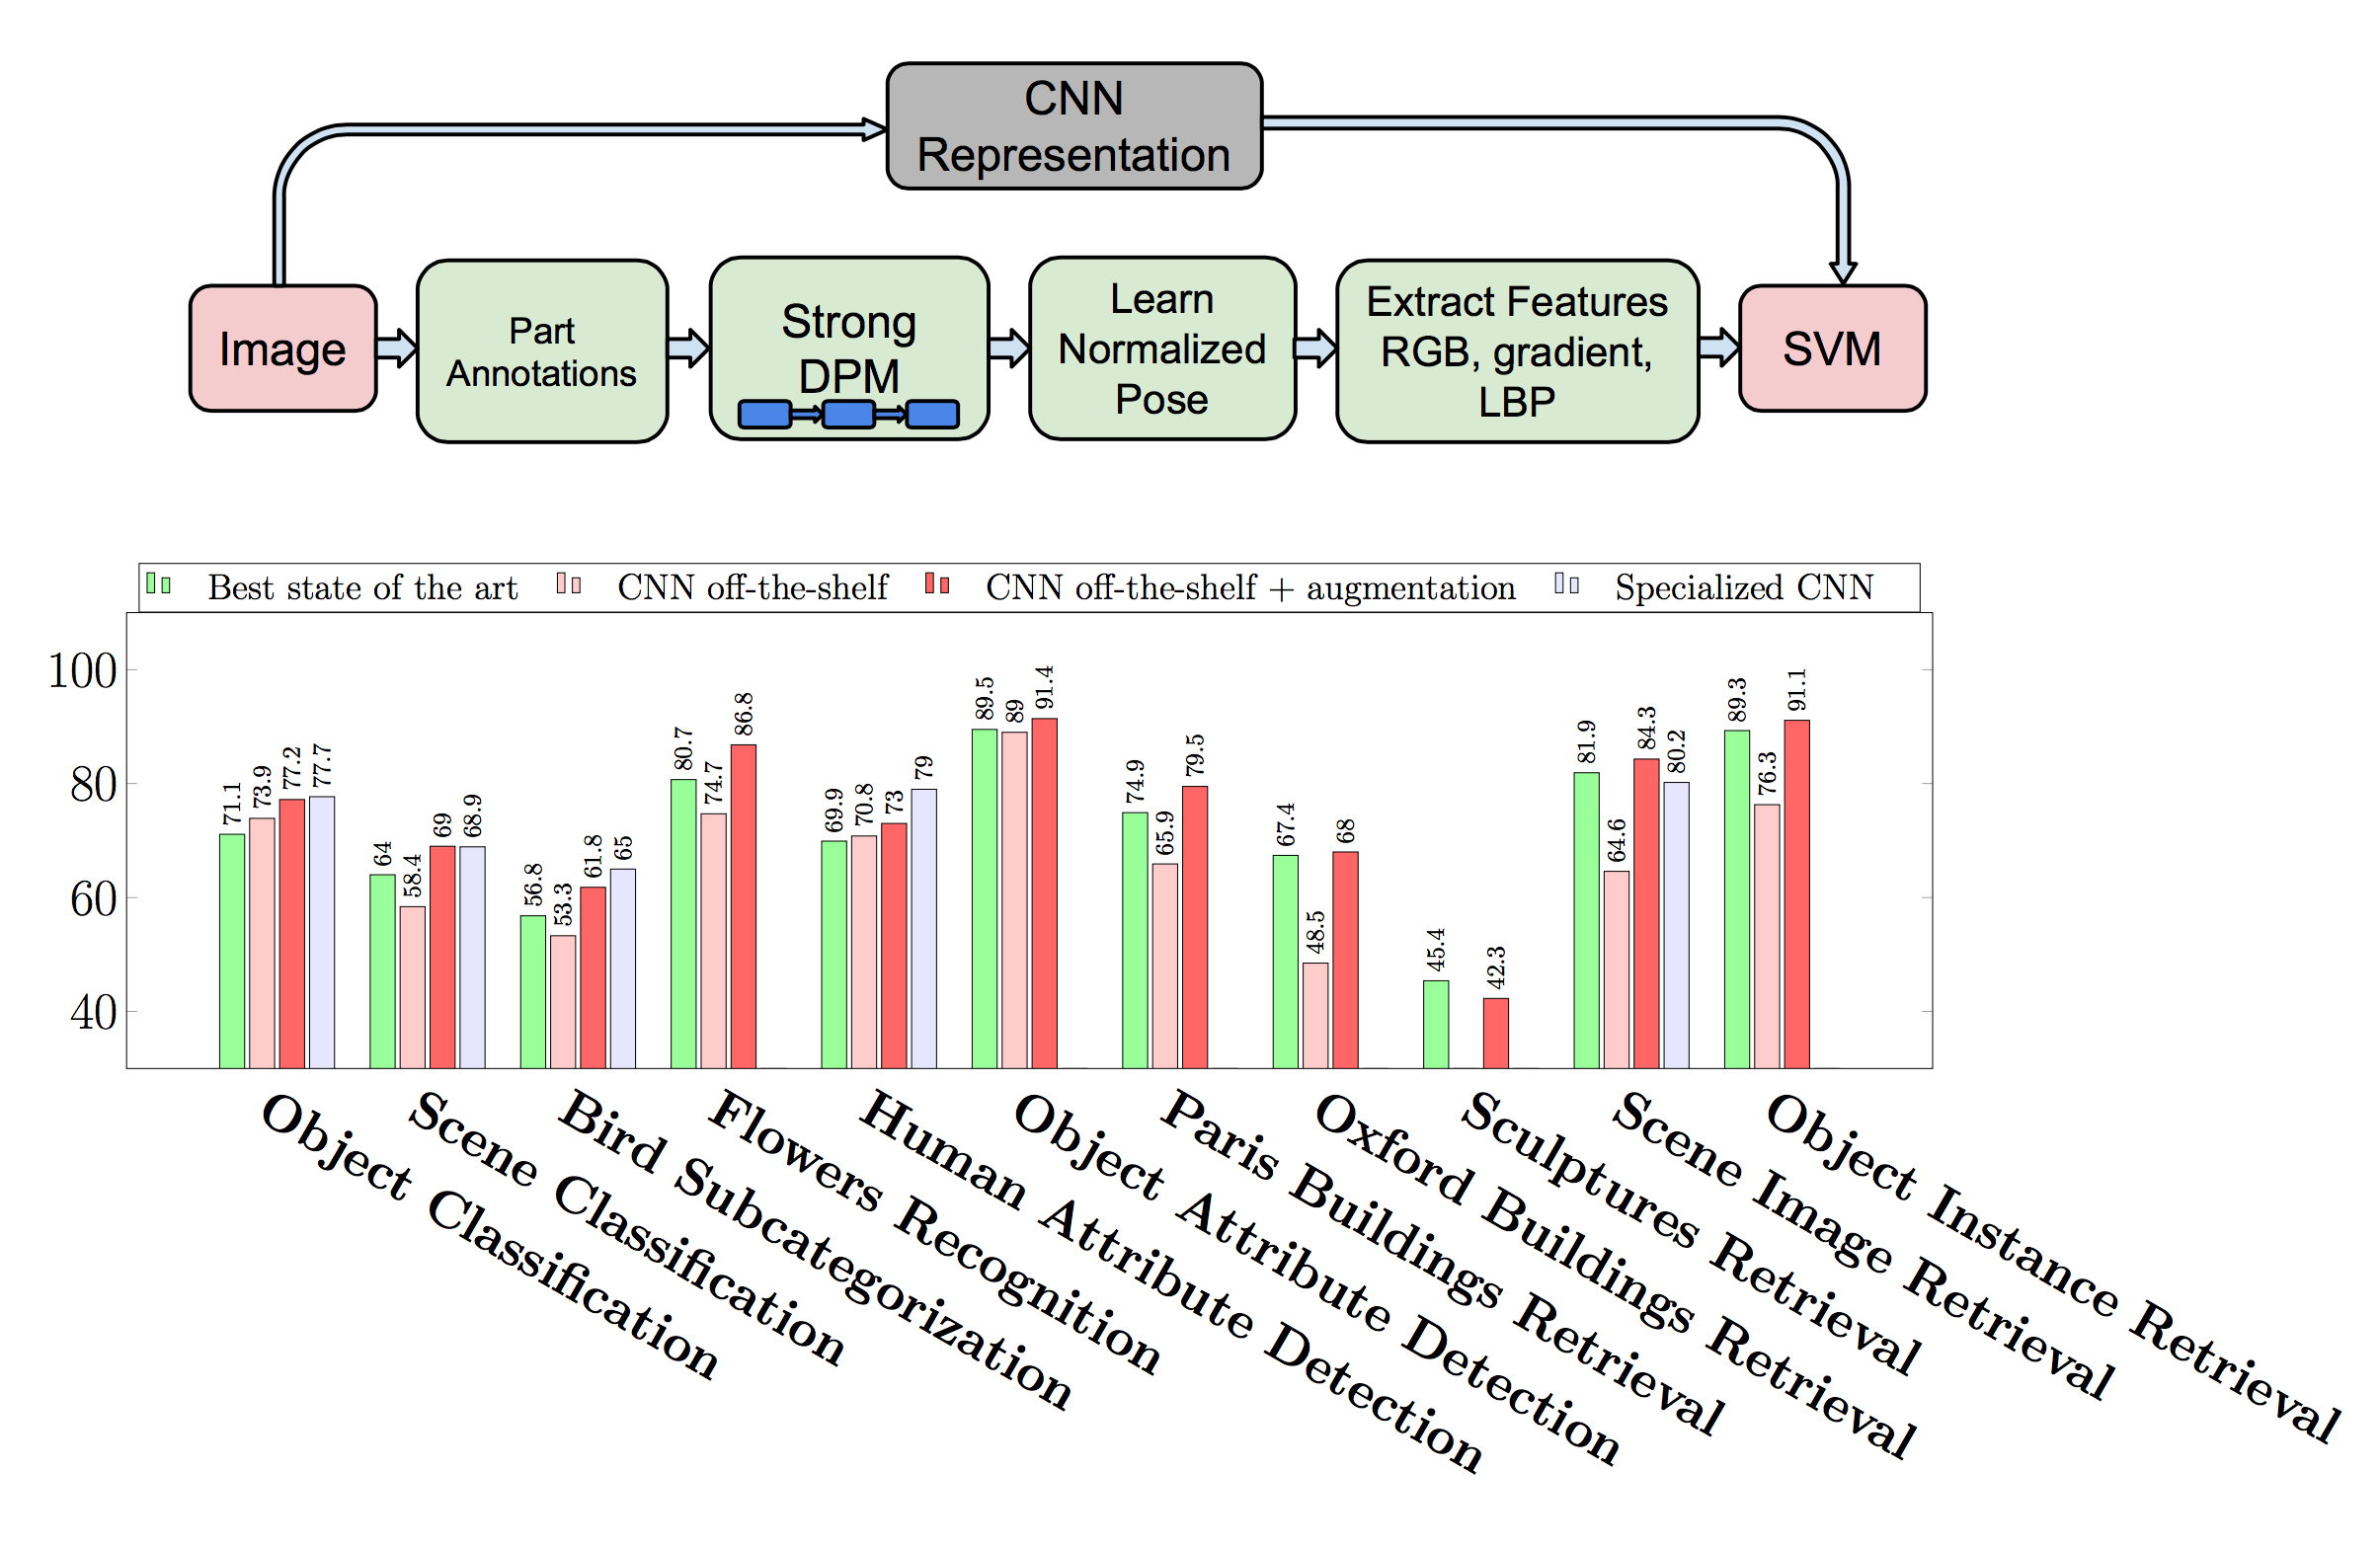 CNN
Representation
Image
Part
Annotations
Strong
DPM
Learn
Normalized
Pose
Extract Features
RGB, gradient,
LBP
SVM
Best state of the art
CNN off-the-shelf
CNN off-the-shelf + augmentation
Specialized CNN
100
80
60
40
71.1
73.9
77.2
77.7
64
58.4
69
68.9
56.8
53.3
61.8
65
80.7
74.7
86.8
69.9
70.8
73
79
89.5
89
91.4
74.9
65.9
79.5
67.4
48.5
68
45.4
42.3
81.9
64.6
84.3
80.2
89.3
76.3
91.1
Object Classification
Scene Classification
Bird Subcategorization
Flowers Recognition
Human Attribute Detection
Object Attribute Detection
Paris Buildings Retrieval
Oxford Buildings Retrieval
Sculptures Retrieval
Scene Image Retrieval
Object Instance Retrieval